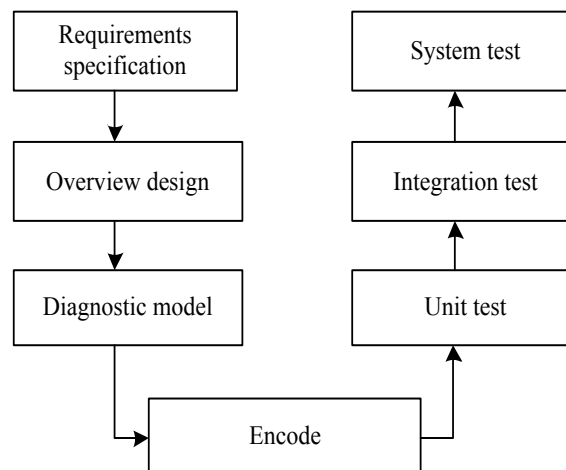 Requirements
specification
System test
Overview design
Integration test
Diagnostic model
Unit test
Encode